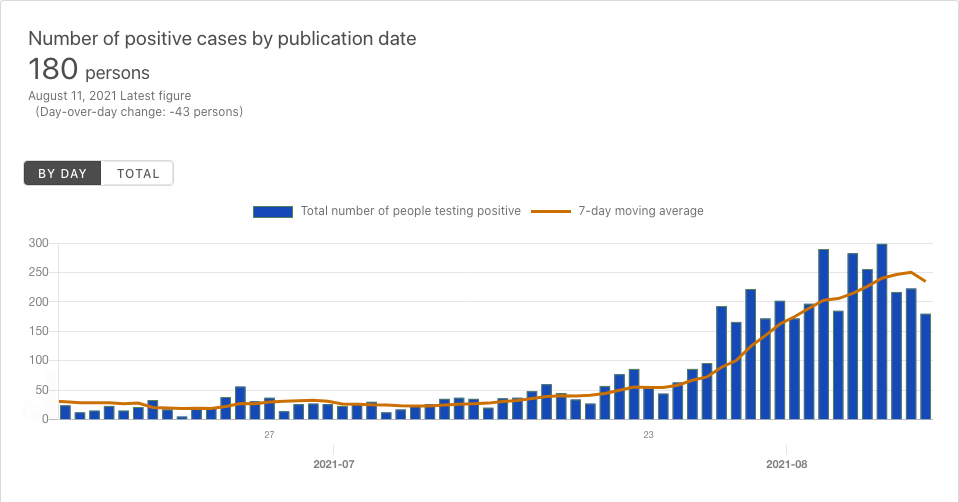 Number of positive cases by publication date
180 persons
August 11, 2021 Latest figure
(Day-over-day change: -43 persons)
BY DAY TOTAL
Total number of people testing positive 7-day moving average
300
250
200
150
100
50
0
27 23
2021-07 2021-08